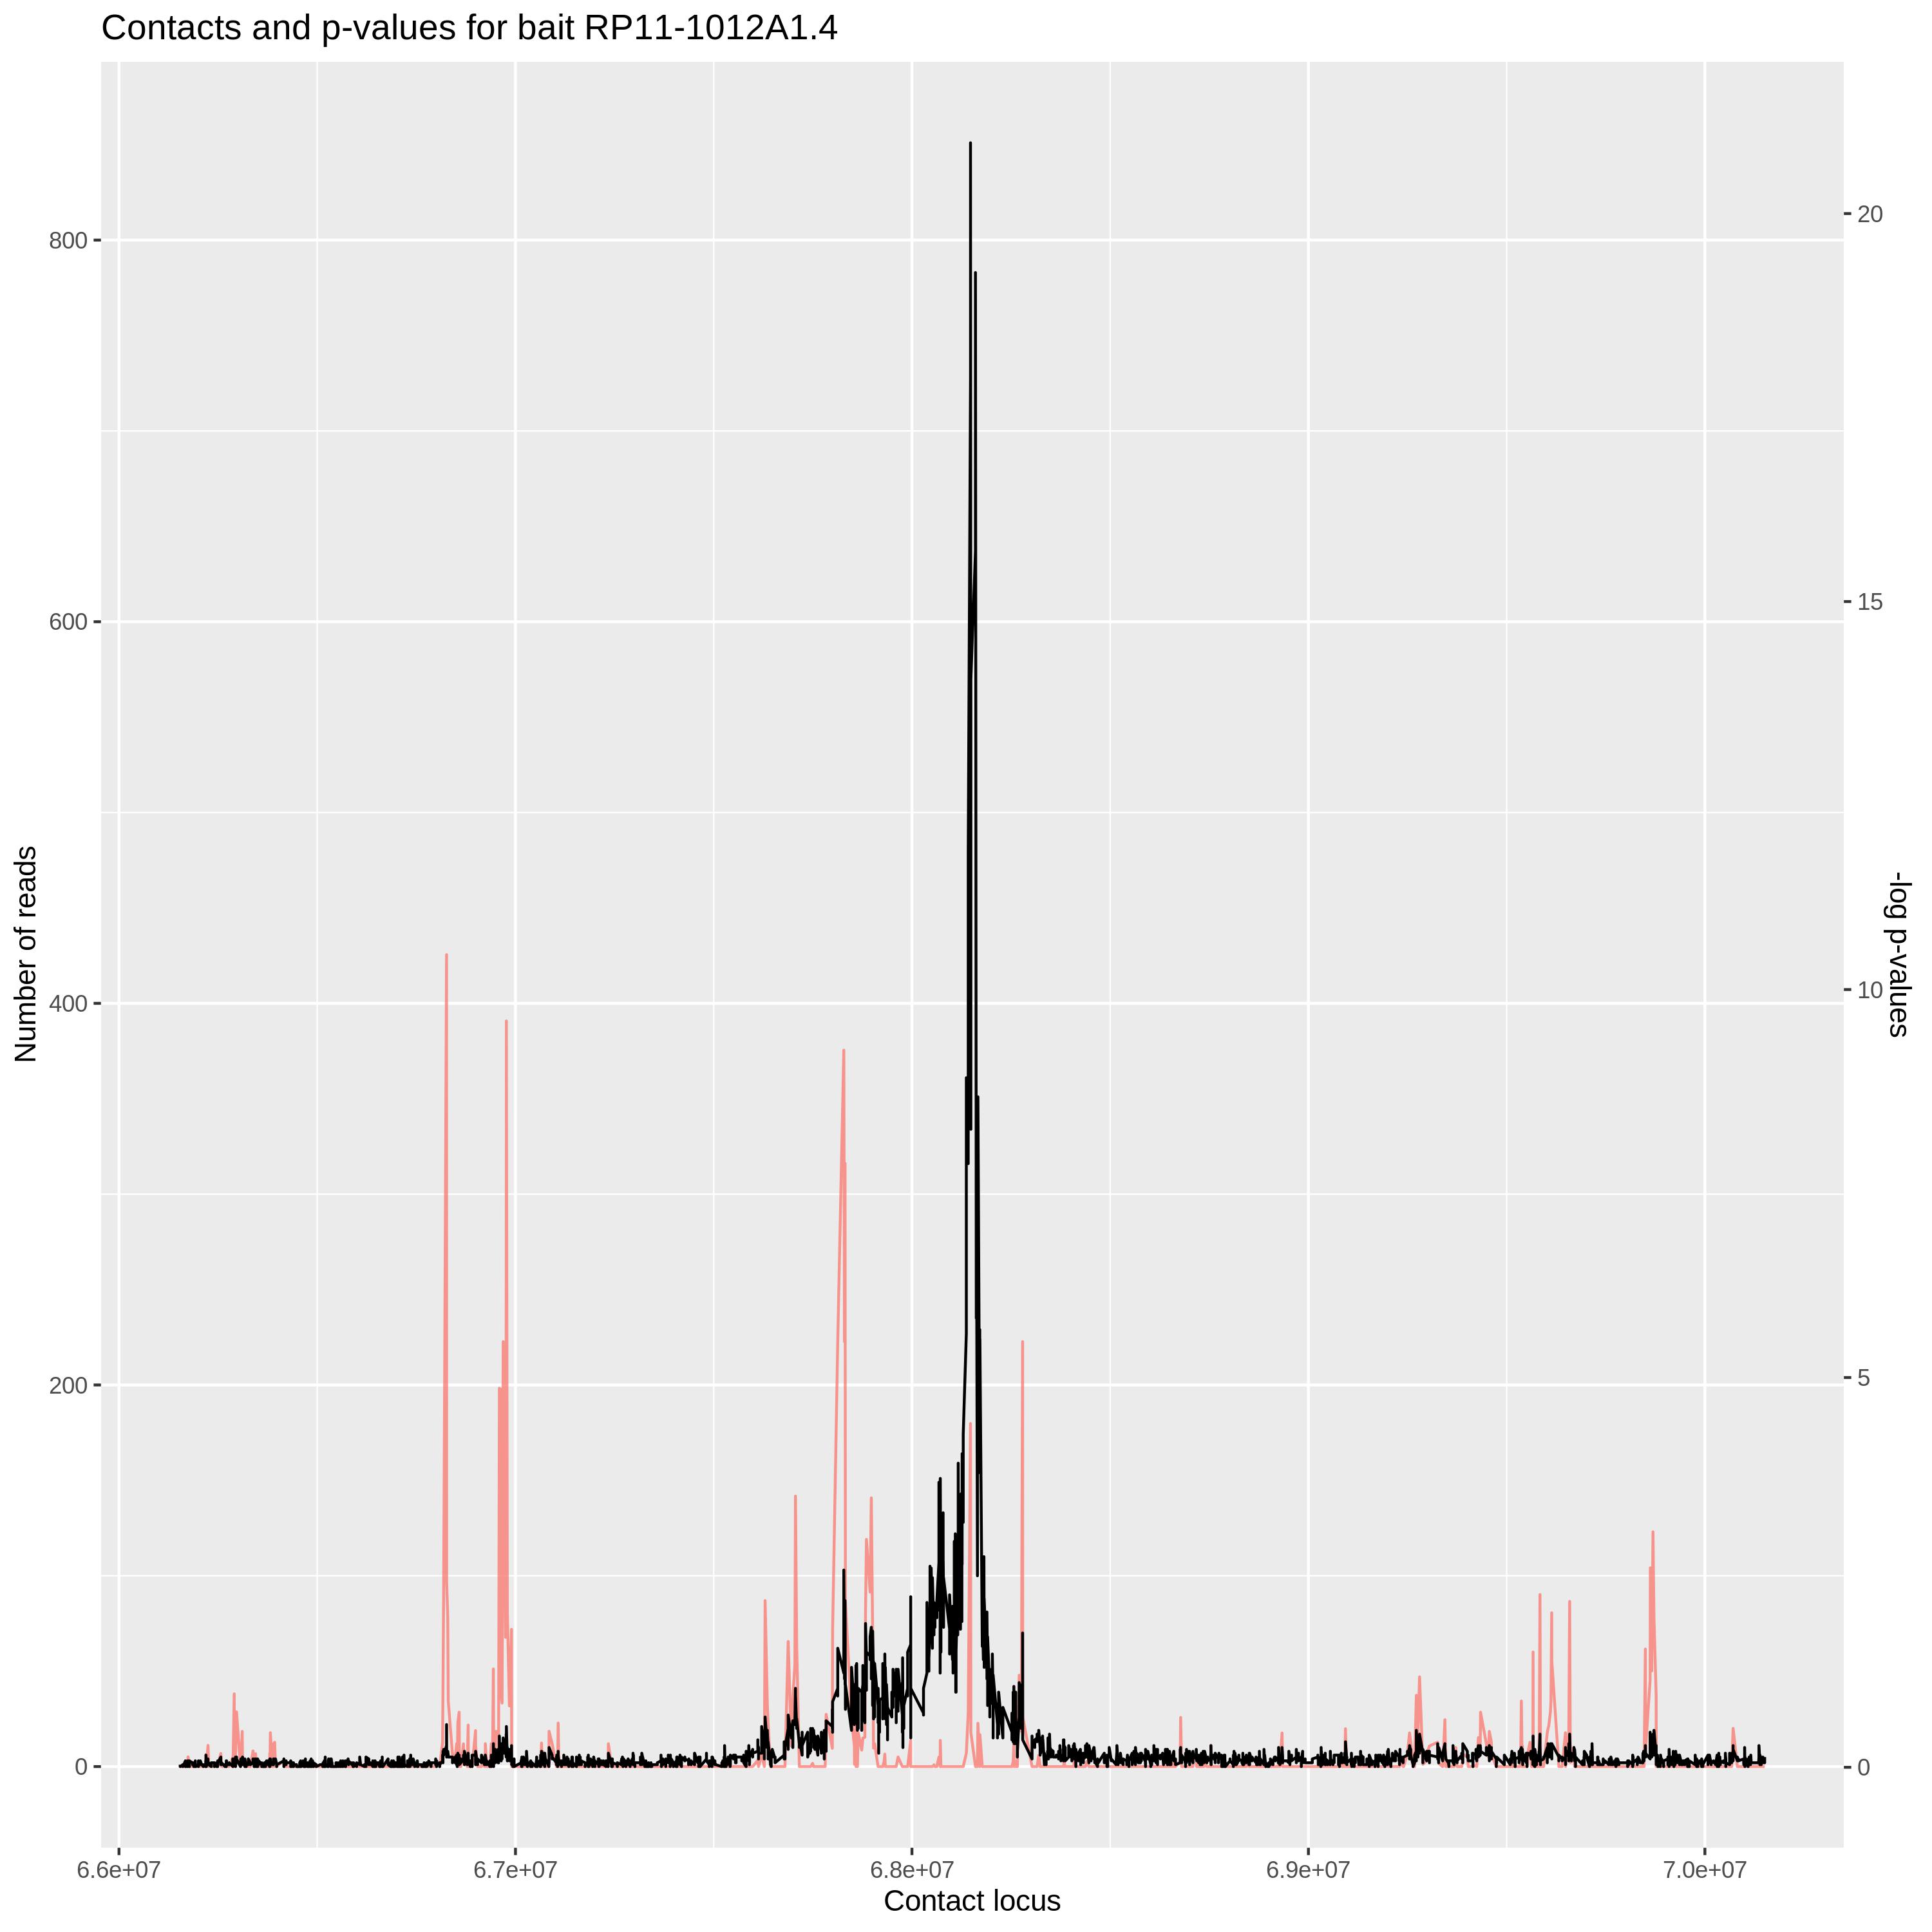 Contacts and p-values for bait RP11-1012A1.4
800
600
400
200
0
Number of reads
20
15
10
5
0
-log p-values
6.6e+07 6.7e+07 6.8e+07 6.9e+07 7.0e+07
Contact locus